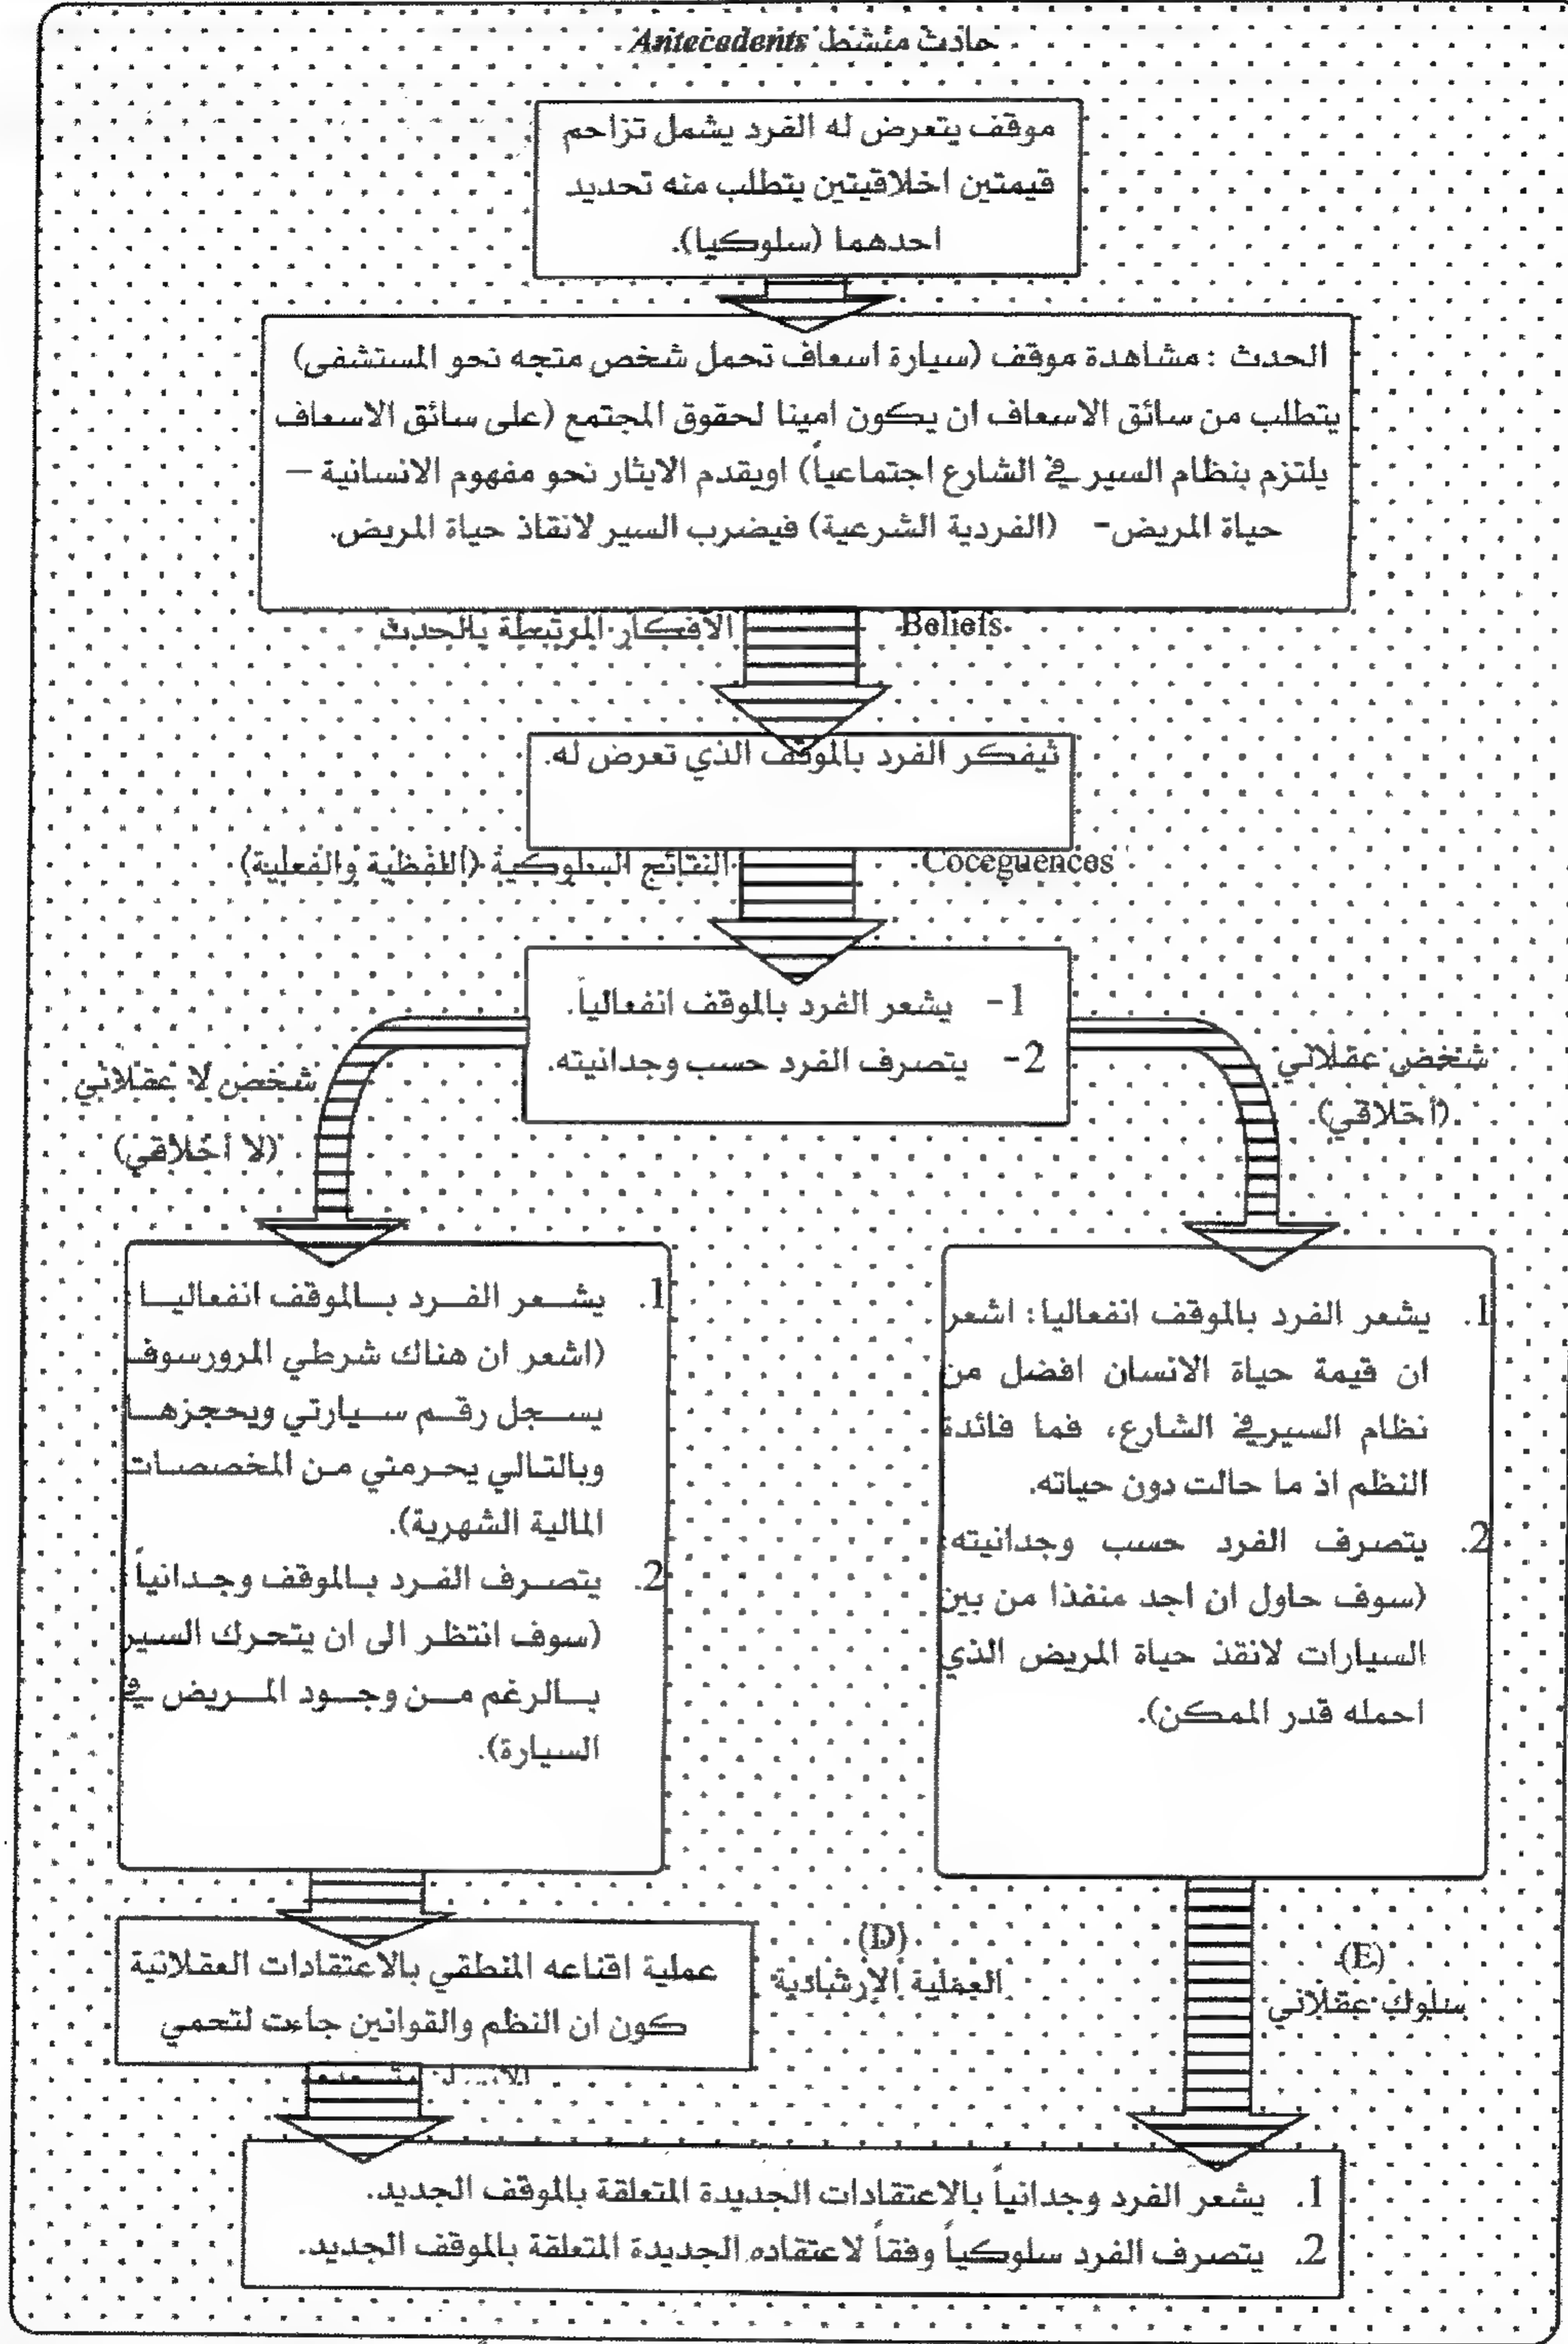 حادث منشط Antecedents
موقف يتعرض له الفرد يشمل تزاحم
قيمتين اخلاقيتين يتطلب منه تحديد
احدهما (سلوكيا).
الحدث : مشاهدة موقف (سيارة اسعاف تحمل شخص متجه نحو المستشفى)
يتطلب من سائق الاسعاف ان يكون امينا لحقوق المجتمع (على سائق الاسعاف
يلتزم بنظام السير في الشارع اجتماعياً) اويقدم الايثار نحو مفهوم الانسانية –
حياة المريض- (الفردية الشرعية) فيضرب السير لانقاذ حياة المريض.
الأفكار المرتبطة بالحدث Beliefs
ثيفكر الفرد بالموقف الذي تعرض له.
النتائج السلوكية (اللفظية والفعلية) Coceguences
1- يشعر الفرد بالموقف انفعالياً.
2- يتصرف الفرد حسب وجدانيته.
شخص عقلاني
(أخلاقي)
شخص لا عقلاني
(لا أخلاقي)
1. يشعر الفرد بالموقف انفعاليا: اشعر
ان قيمة حياة الانسان افضل من
نظام السيرفي الشارع، فما فائدة
النظم اذ ما حالت دون حياته.
2. يتصرف الفرد حسب وجدانيته:
(سوف حاول ان اجد منفذا من بين
السيارات لانقذ حياة المريض الذي
احمله قدر الممكن).
1. يشعر الفرد بالموقف انفعاليا :
(اشعر ان هناك شرطي المرورسوف
يسجل رقم سيارتي ويحجزها
وبالتالي يحرمني من المخصصات
المالية الشهرية).
2. يتصرف الفرد بالموقف وجدانياً :
(سوف انتظر الى ان يتحرك السير
بالرغم من وجود المريض في
السيارة).
(E)
سلوك عقلاني
(D)
العملية الإرشادية
عملية اقناعه المنطقي بالاعتقادات العقلانية
كون ان النظم والقوانين جاءت لتحمي
1. يشعر الفرد وجدانياً بالاعتقادات الجديدة المتعلقة بالموقف الجديد.
2. يتصرف الفرد سلوكياً وفقاً لاعتقاده الجديدة المتعلقة بالموقف الجديد.